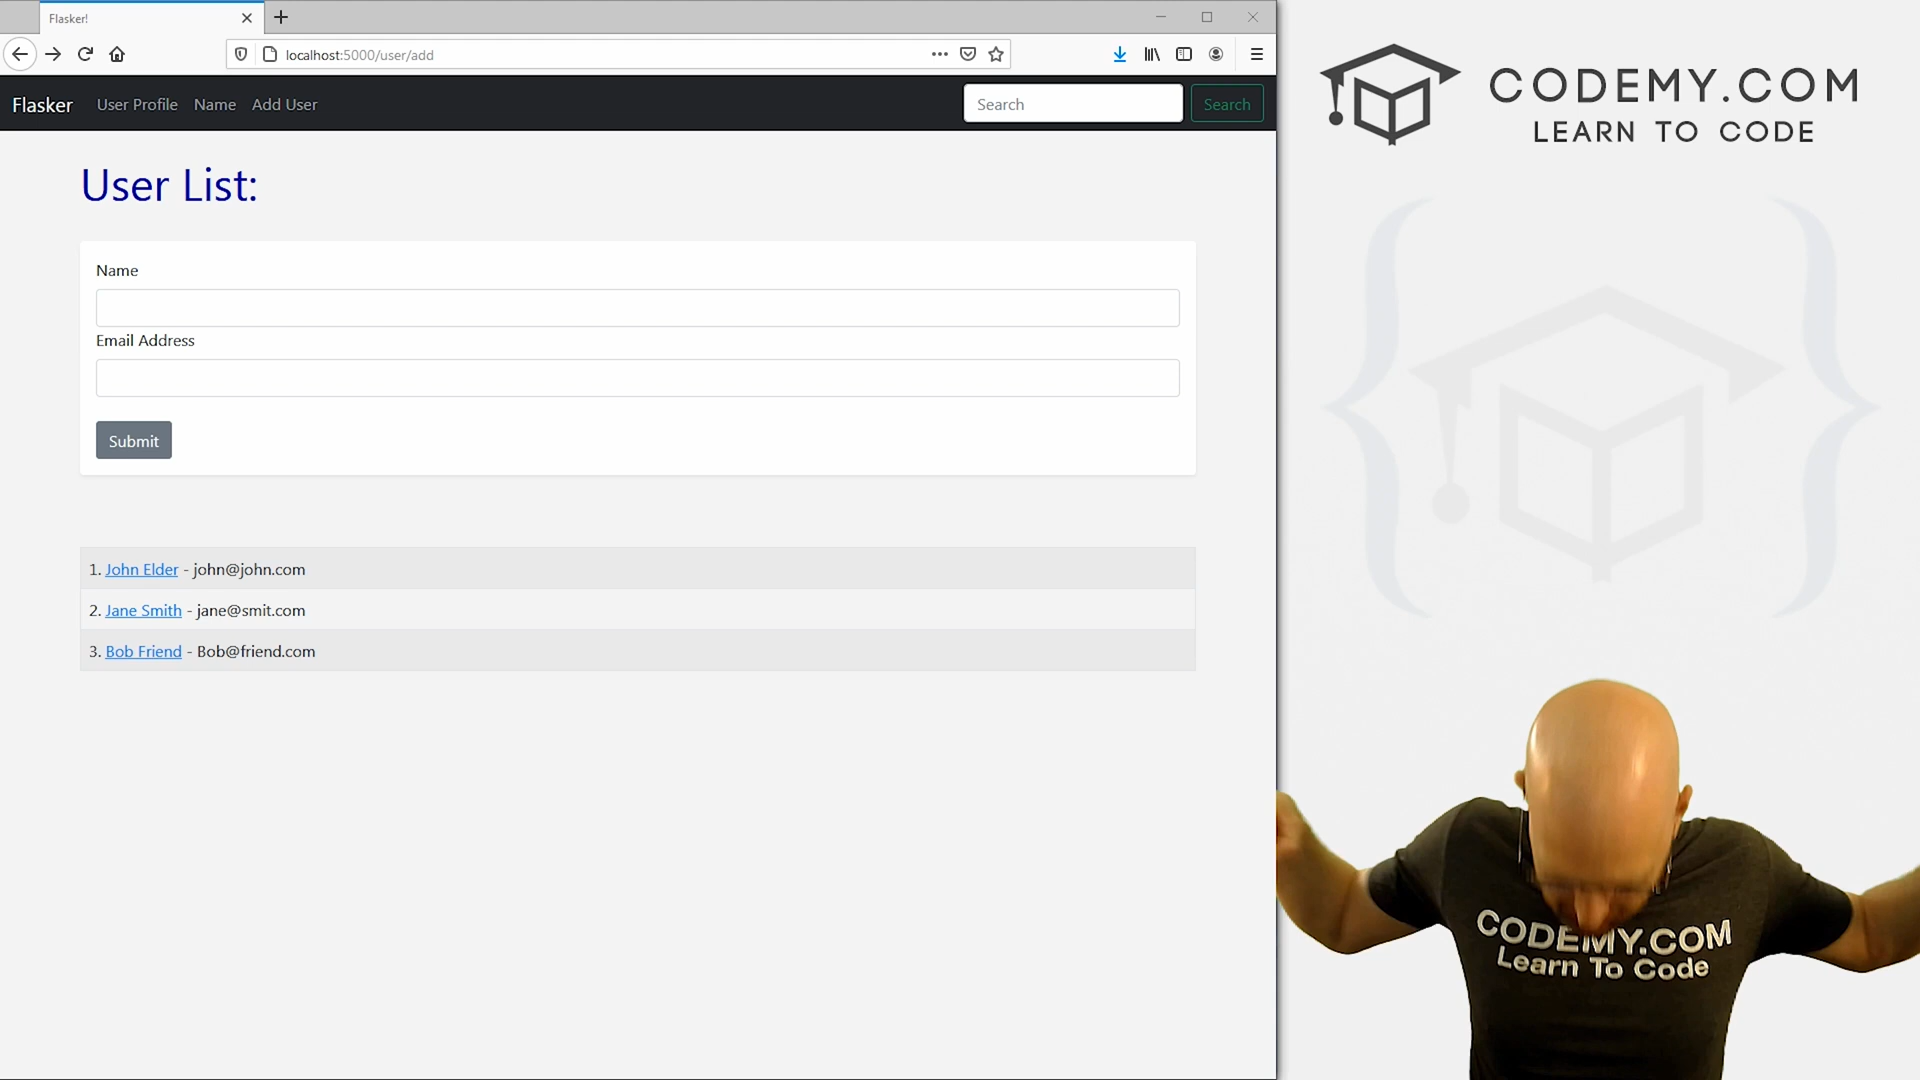 Flasker!
localhost:5000/user/add
Flasker User Profile Name Add User Search Search
User List:
Name
Email Address
Submit
1. John Elder - john@john.com
2. Jane Smith - jane@smit.com
3. Bob Friend - Bob@friend.com
CODEMY.COM
LEARN TO CODE
CODEMY.COM
Learn To Code